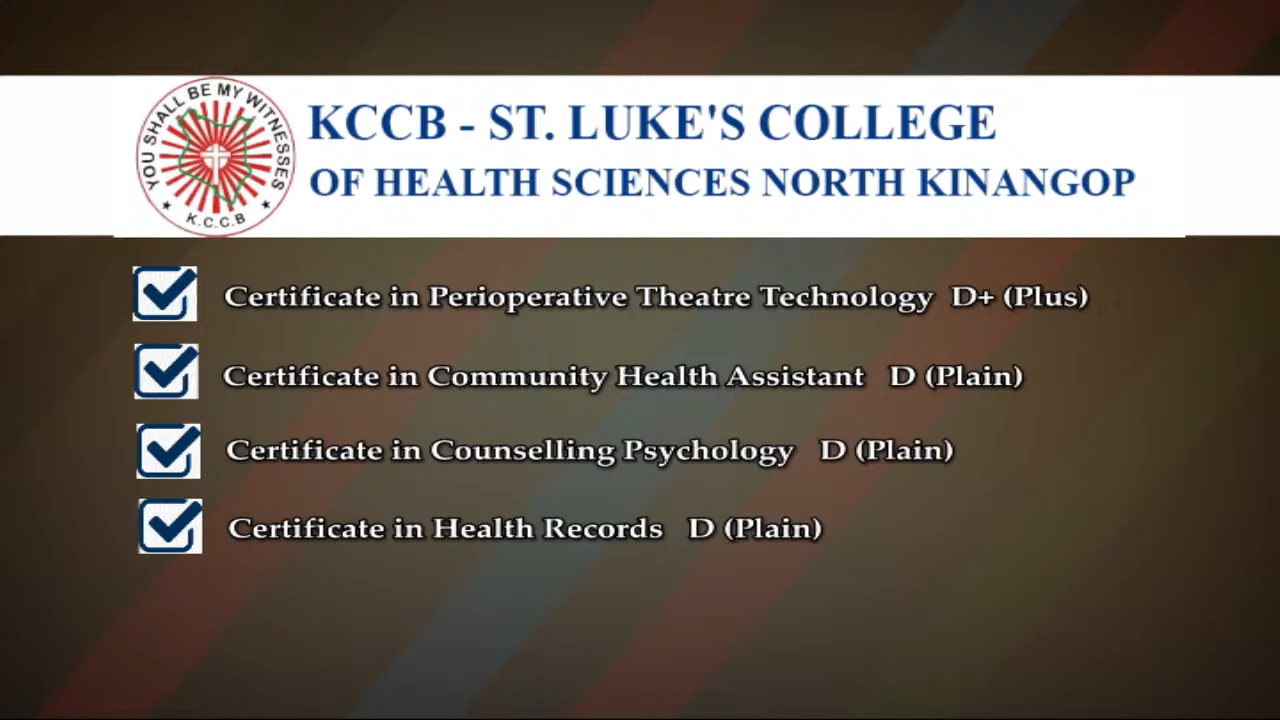 YOU SHALL BE MY WITNESSES
K.C.C.B
KCCB - ST. LUKE'S COLLEGE
OF HEALTH SCIENCES NORTH KINANGOP
Certificate in Perioperative Theatre Technology D+ (Plus)
Certificate in Community Health Assistant D (Plain)
Certificate in Counselling Psychology D (Plain)
Certificate in Health Records D (Plain)